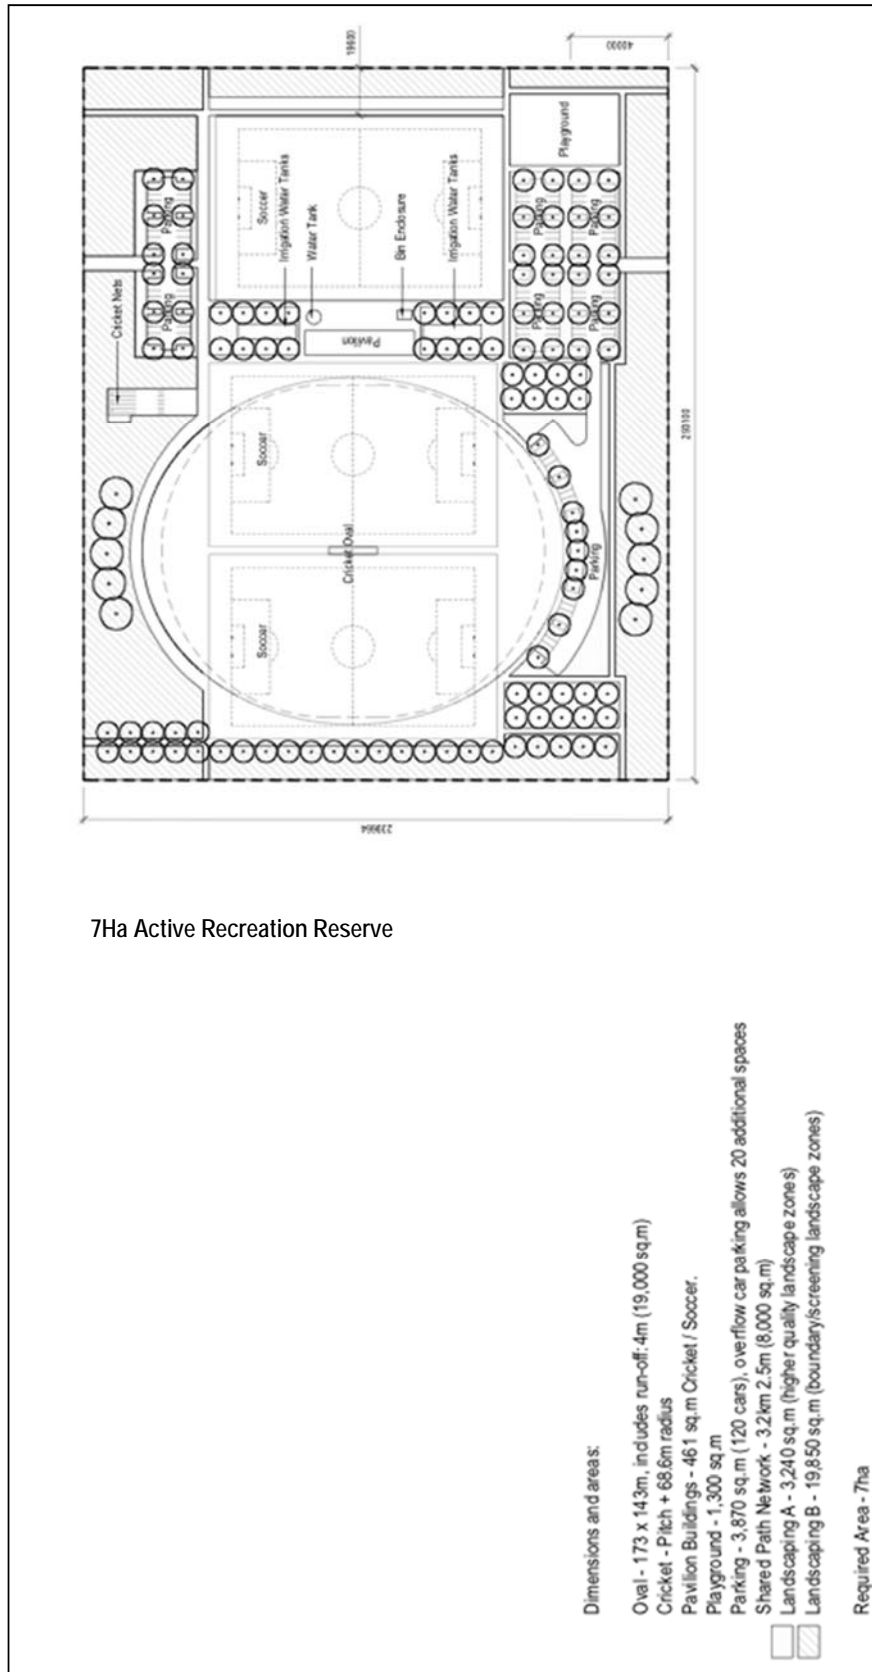 19600
40000
Playground
Soccer
Irrigation Water Tanks
Water Tank
Bin Enclosure
Irrigation Water Tanks
Parking
Parking
Parking
Parking
Parking
Parking
Cricket Nets
Pavilion
Soccer
Cricket Oval
Soccer
Parking
239664
7Ha Active Recreation Reserve
Dimensions and areas:
Oval - 173 x 143m, includes run-off: 4m (19,000 sq.m)
Cricket - Pitch + 68.6m radius
Pavilion Buildings - 461 sq.m Cricket / Soccer.
Playground - 1,300 sq.m
Parking - 3,870 sq.m (120 cars), overflow car parking allows 20 additional spaces
Shared Path Network - 3.2km 2.5m (8,000 sq.m)
Landscaping A - 3,240 sq.m (higher quality landscape zones)
Landscaping B - 19,850 sq.m (boundary/screening landscape zones)
Required Area - 7ha